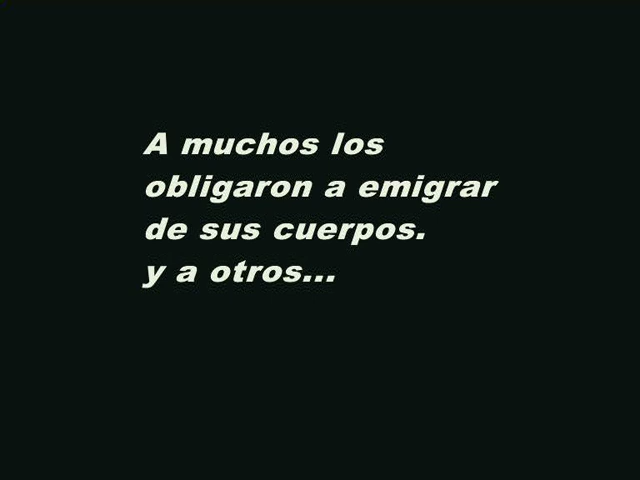 A muchos los
obligaron a emigrar
de sus cuerpos.
y a otros...